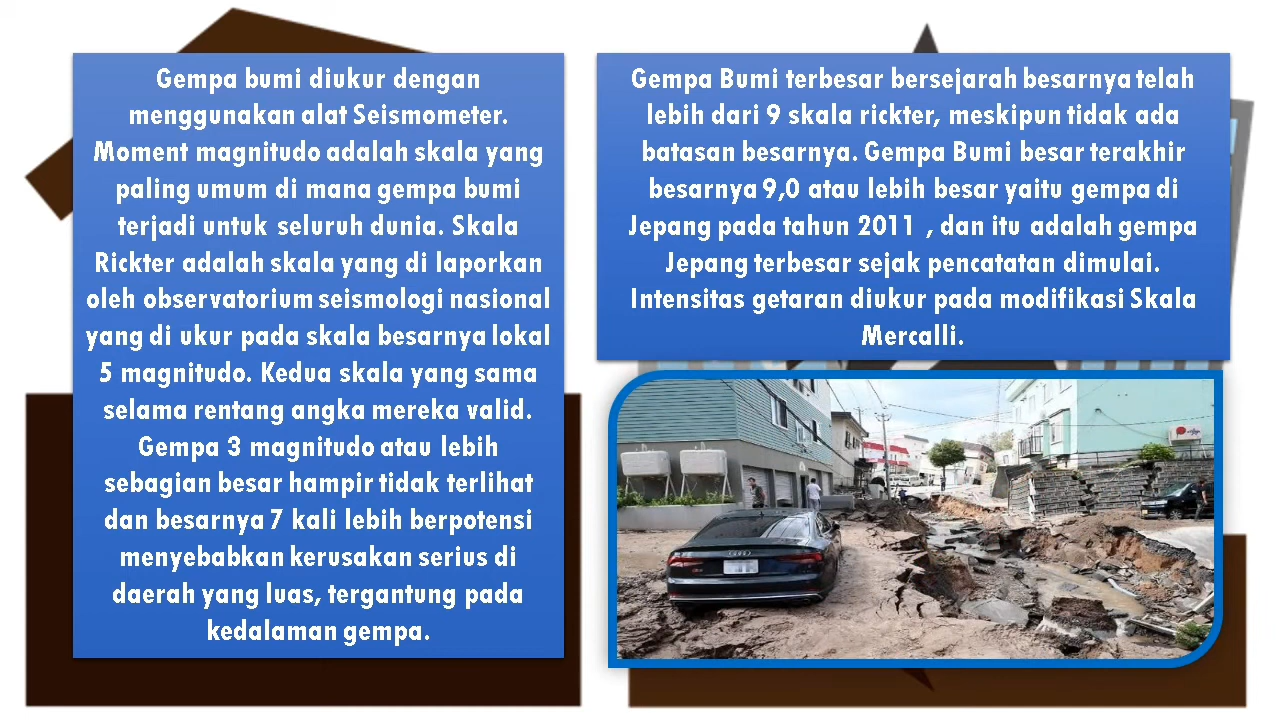 Gempa bumi diukur dengan
menggunakan alat Seismometer.
Moment magnitudo adalah skala yang
paling umum di mana gempa bumi
terjadi untuk seluruh dunia. Skala
Rickter adalah skala yang di laporkan
oleh observatorium seismologi nasional
yang di ukur pada skala besarnya lokal
5 magnitudo. Kedua skala yang sama
selama rentang angka mereka valid.
Gempa 3 magnitudo atau lebih
sebagian besar hampir tidak terlihat
dan besarnya 7 kali lebih berpotensi
menyebabkan kerusakan serius di
daerah yang luas, tergantung pada
kedalaman gempa.
Gempa Bumi terbesar bersejarah besarnya telah
lebih dari 9 skala rickter, meskipun tidak ada
batasan besarnya. Gempa Bumi besar terakhir
besarnya 9,0 atau lebih besar yaitu gempa di
Jepang pada tahun 2011 , dan itu adalah gempa
Jepang terbesar sejak pencatatan dimulai.
Intensitas getaran diukur pada modifikasi Skala
Mercalli.